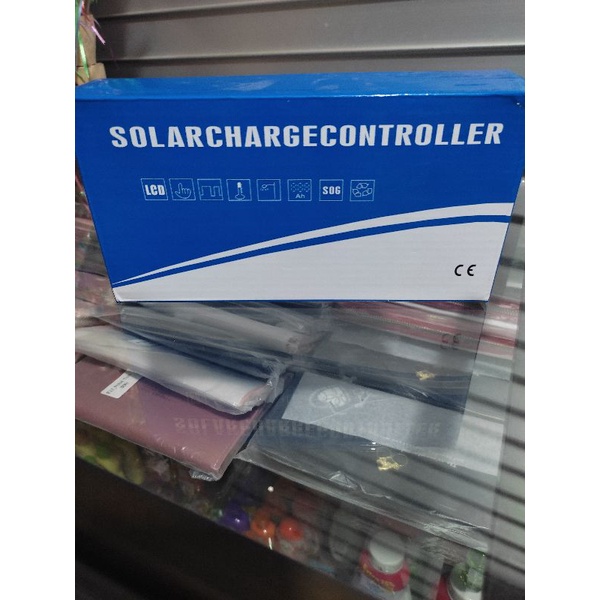 SOLARCHARGECONTROLLER
LCD Ah SOG
CE